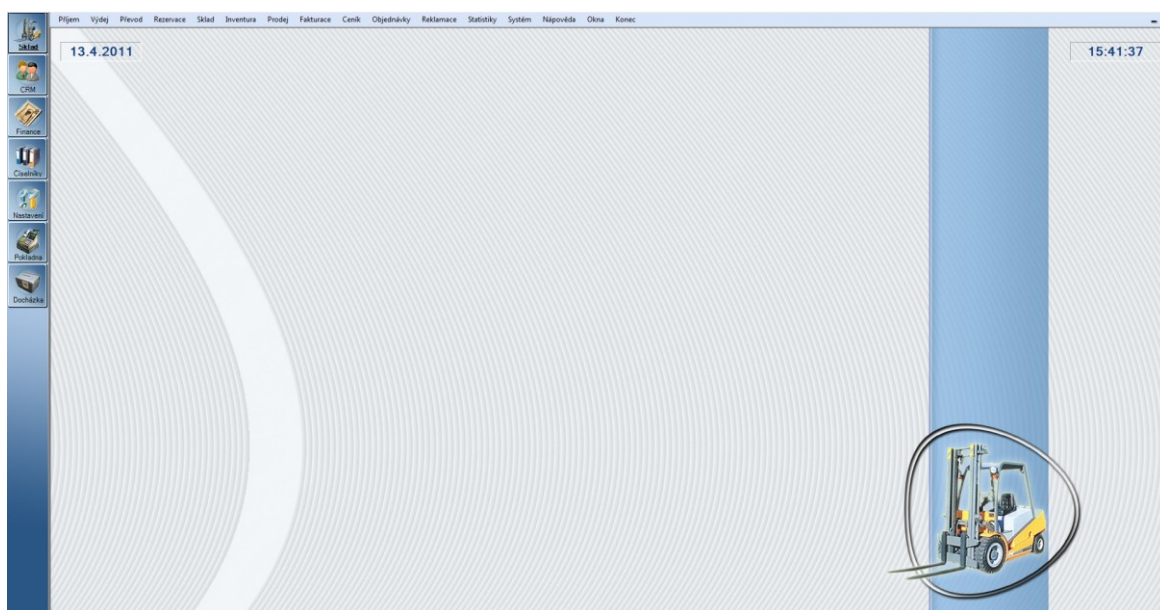 Příjem Výdej Převod Rezervace Sklad Inventura Prodej Fakturace Ceník Objednávky Reklamace Statistiky Systém Nápověda Okna Konec
Sklad
13.4.2011
15:41:37
CRM
Finance
Číselníky
Nastavení
Pokladna
Docházka